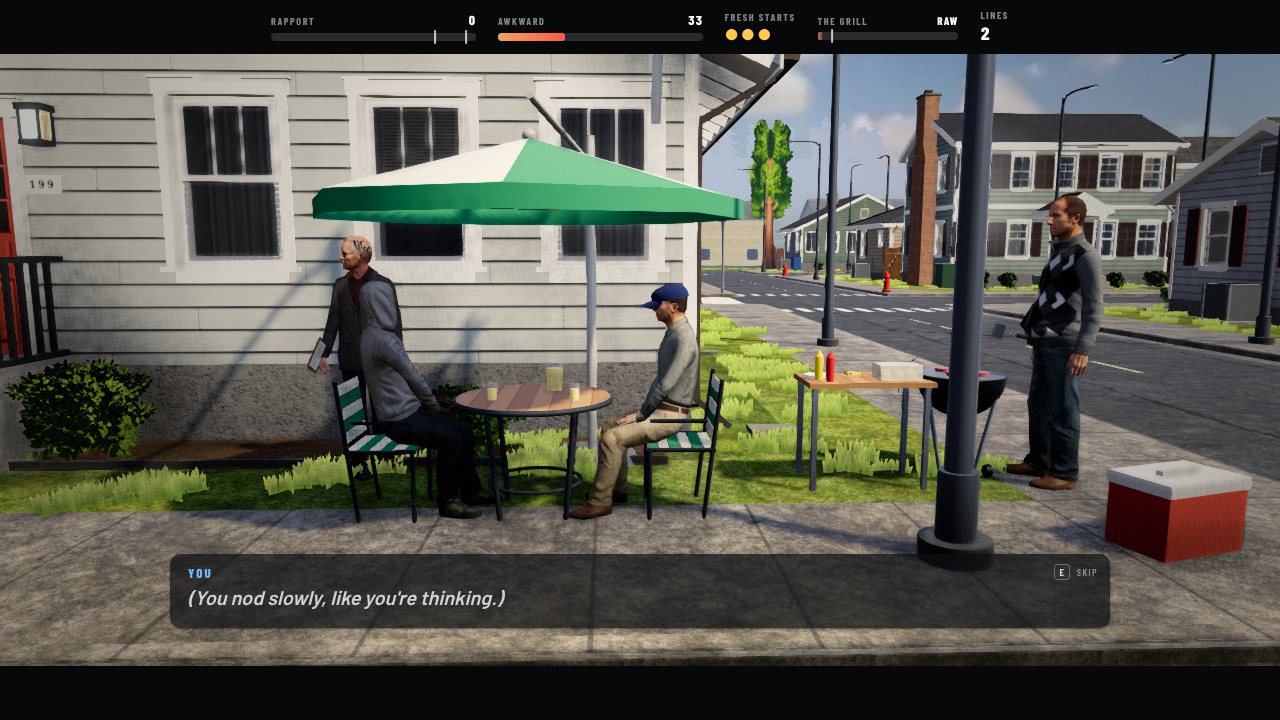 RAPPORT 0
AWKWARD 33
FRESH STARTS
THE GRILL RAW
LINES
2
199
YOU
E SKIP
(You nod slowly, like you're thinking.)